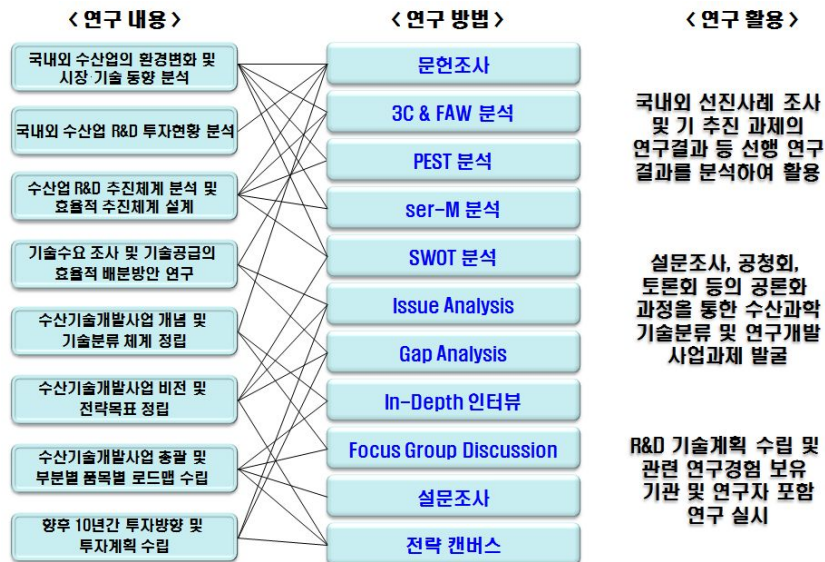 < 연구 내용 >
국내외 수산업의 환경변화 및
시장·기술 동향 분석
국내외 수산업 R&D 투자현황 분석
수산업 R&D 추진체계 분석 및
효율적 추진체계 설계
기술수요 조사 및 기술공급의
효율적 배분방안 연구
수산기술개발사업 개념 및
기술분류 체계 정립
수산기술개발사업 비전 및
전략목표 정립
수산기술개발사업 총괄 및
부분별 품목별 로드맵 수립
향후 10년간 투자방향 및
투자계획 수립
< 연구 방법 >
문헌조사
3C & FAW 분석
PEST 분석
ser-M 분석
SWOT 분석
Issue Analysis
Gap Analysis
In-Depth 인터뷰
Focus Group Discussion
설문조사
전략 캔버스
< 연구 활용 >
국내외 선진사례 조사
및 기 추진 과제의
연구결과 등 선행 연구
결과를 분석하여 활용
설문조사, 공청회,
토론회 등의 공론화
과정을 통한 수산과학
기술분류 및 연구개발
사업과제 발굴
R&D 기술계획 수립 및
관련 연구경험 보유
기관 및 연구자 포함
연구 실시